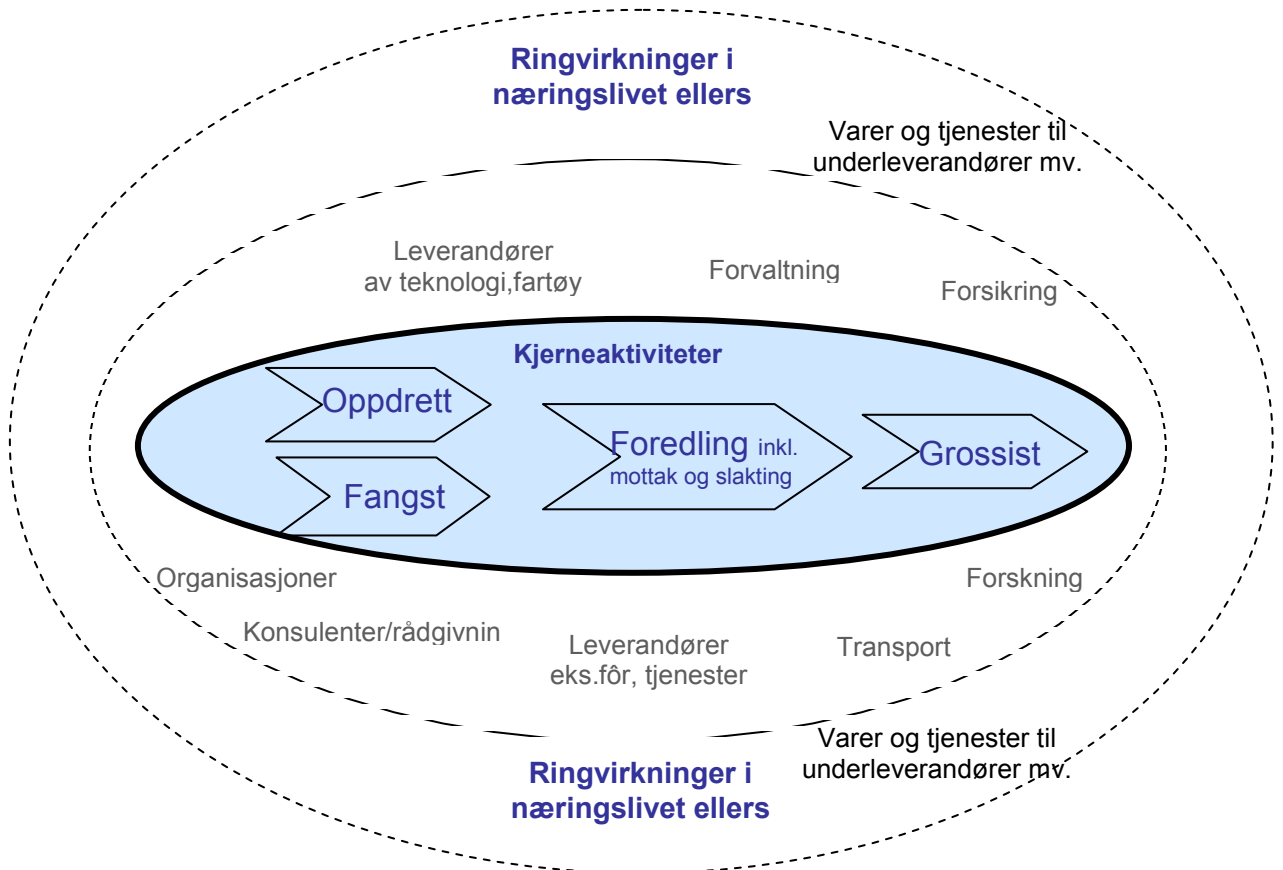 Ringvirkninger i
næringslivet ellers
Varer og tjenester til
underleverandører mv.
Leverandører
av teknologi,fartøy
Forvaltning
Forsikring
Kjerneaktiviteter
Oppdrett
Fangst
Foredling inkl.
mottak og slakting
Grossist
Organisasjoner
Forskning
Konsulenter/rådgivnin
Leverandører
eks.fôr, tjenester
Transport
Varer og tjenester til
underleverandører mv.
Ringvirkninger i
næringslivet ellers